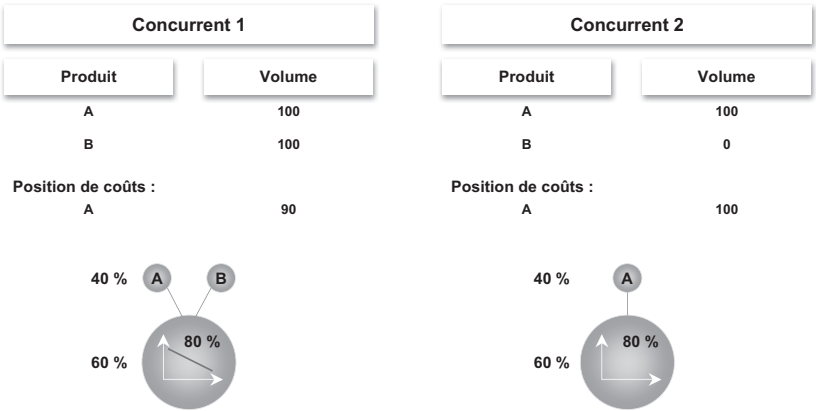 Concurrent 1
Produit Volume
A 100
B 100
Position de coûts :
A 90
40 % A B
80 %
60 %
Concurrent 2
Produit Volume
A 100
B 0
Position de coûts :
A 100
40 % A
80 %
60 %